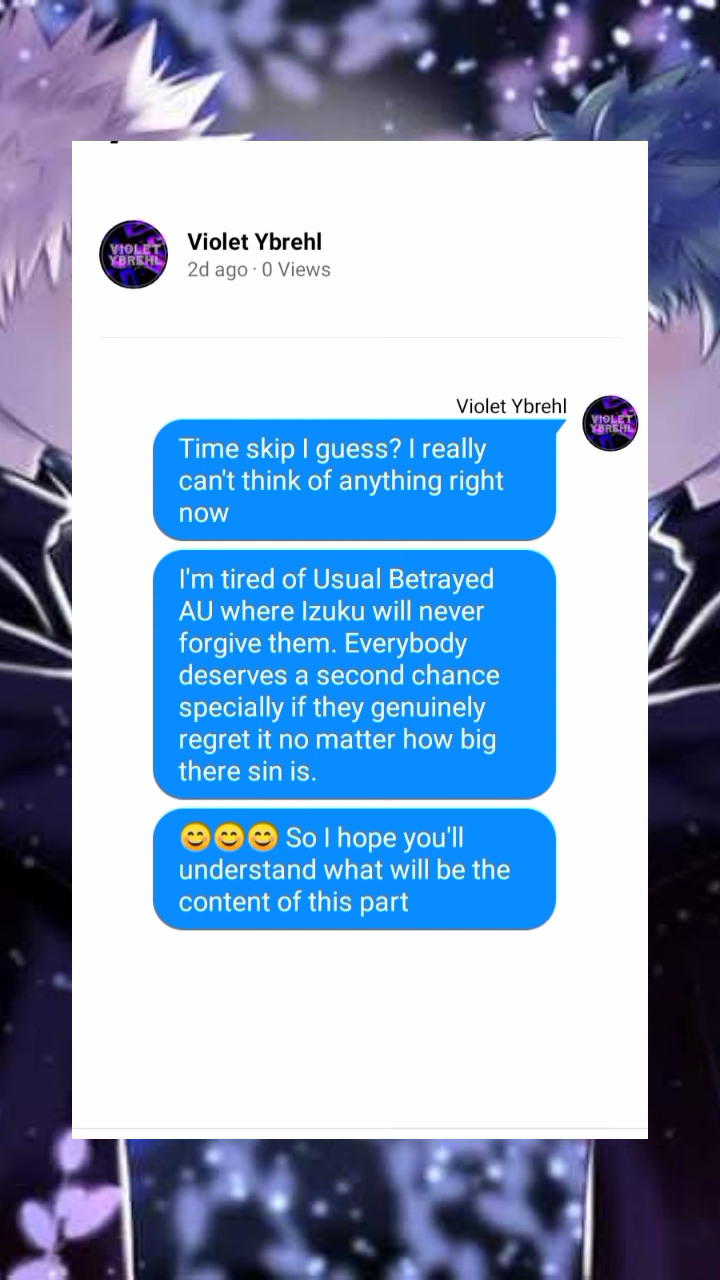 VIOLET
YBREHL
Violet Ybrehl
2d ago · 0 Views
Violet Ybrehl
VIOLET
YBREHL
Time skip I guess? I really
can't think of anything right
now
I'm tired of Usual Betrayed
AU where Izuku will never
forgive them. Everybody
deserves a second chance
specially if they genuinely
regret it no matter how big
there sin is.
😊😊😊 So I hope you'll
understand what will be the
content of this part